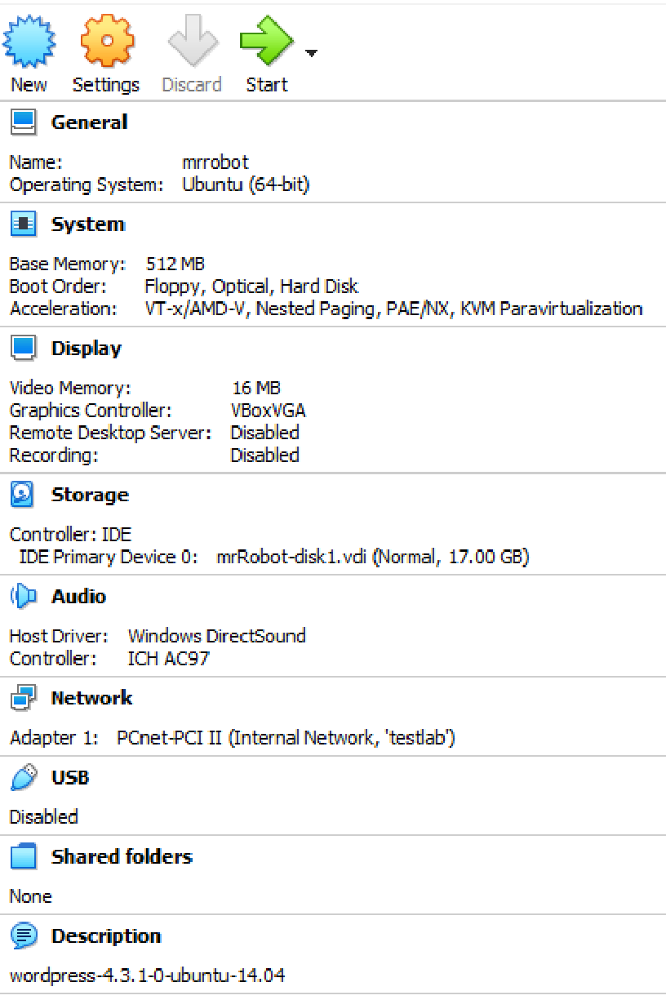 New Settings Discard Start
General
Name: mrrobot
Operating System: Ubuntu (64-bit)
System
Base Memory: 512 MB
Boot Order: Floppy, Optical, Hard Disk
Acceleration: VT-x/AMD-V, Nested Paging, PAE/NX, KVM Paravirtualization
Display
Video Memory: 16 MB
Graphics Controller: VBoxVGA
Remote Desktop Server: Disabled
Recording: Disabled
Storage
Controller: IDE
IDE Primary Device 0: mrRobot-disk1.vdi (Normal, 17.00 GB)
Audio
Host Driver: Windows DirectSound
Controller: ICH AC97
Network
Adapter 1: PCnet-PCI II (Internal Network, 'testlab')
USB
Disabled
Shared folders
None
Description
wordpress-4.3.1-0-ubuntu-14.04